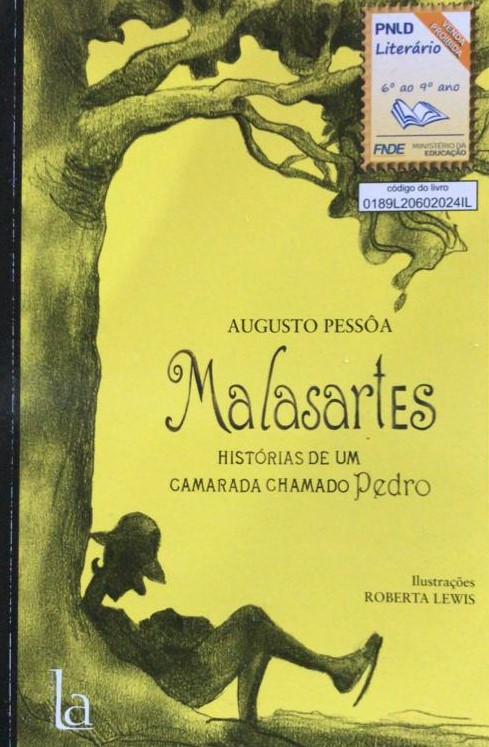 PNLD
Literário
VENDA
PROIBIDA
6º ao 9º ano
FNDE
MINISTÉRIO DA
EDUCAÇÃO
código do livro
0189L20602024IL
AUGUSTO PESSÔA
Malasartes
HISTÓRIAS DE UM
CAMARADA CHAMADO Pedro
Ilustrações
ROBERTA LEWIS
la